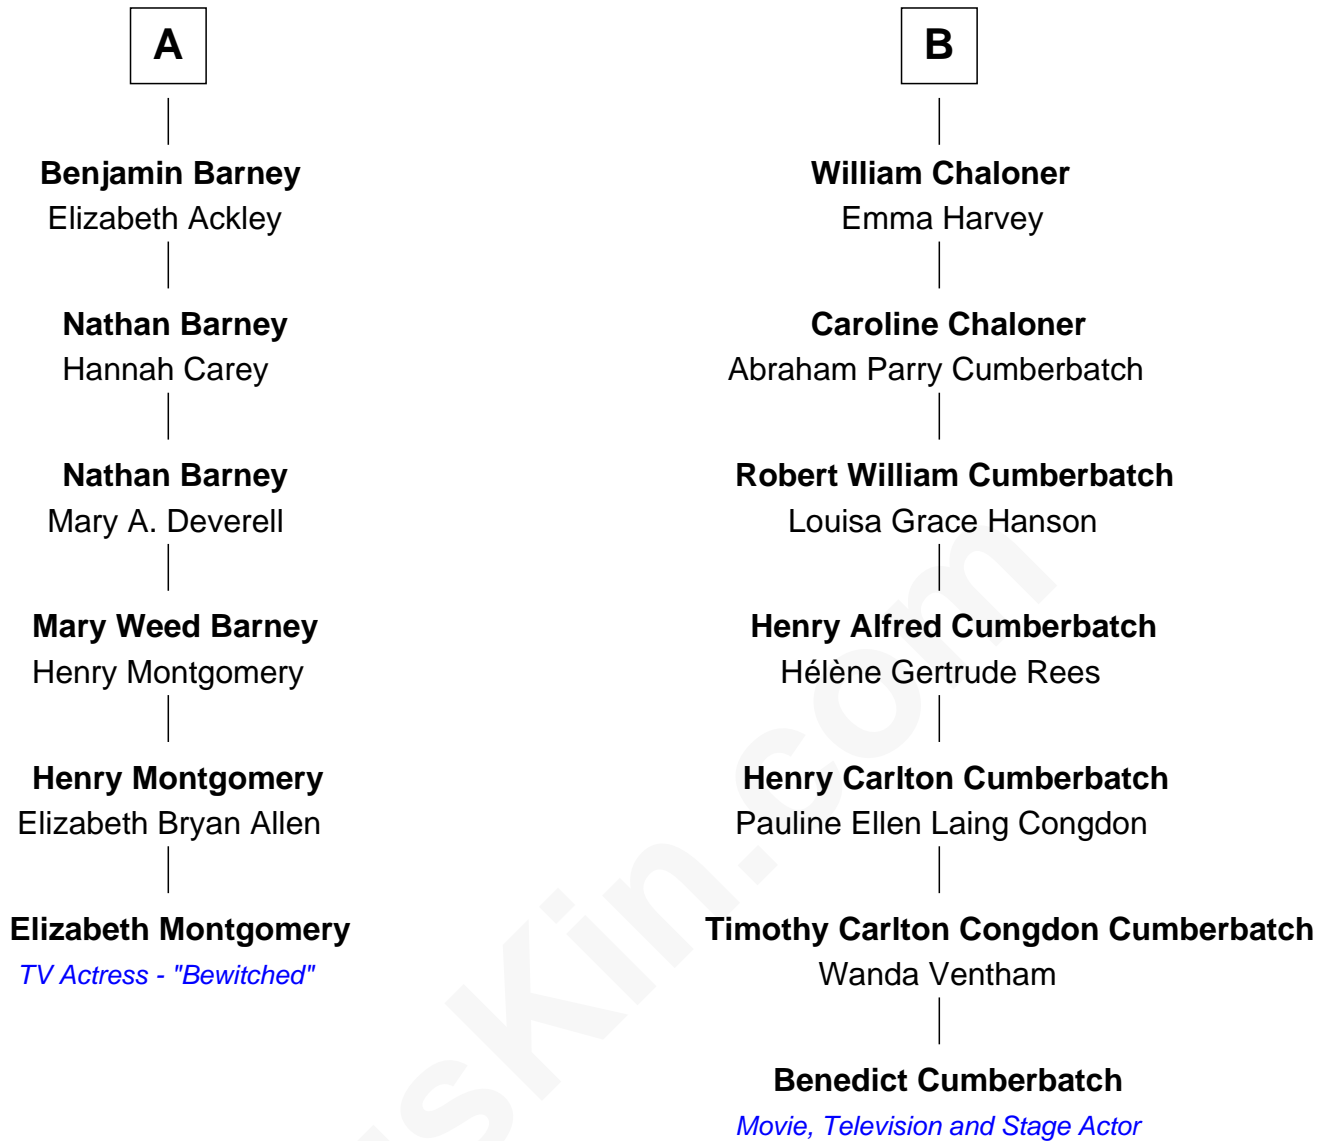 A
Benjamin Barney
Elizabeth Ackley
Nathan Barney
Hannah Carey
Nathan Barney
Mary A. Deverell
Mary Weed Barney
Henry Montgomery
Henry Montgomery
Elizabeth Bryan Allen
Elizabeth Montgomery
TV Actress - "Bewitched"
B
William Chaloner
Emma Harvey
Caroline Chaloner
Abraham Parry Cumberbatch
Robert William Cumberbatch
Louisa Grace Hanson
Henry Alfred Cumberbatch
Hélène Gertrude Rees
Henry Carlton Cumberbatch
Pauline Ellen Laing Congdon
Timothy Carlton Congdon Cumberbatch
Wanda Ventham
Benedict Cumberbatch
Movie, Television and Stage Actor